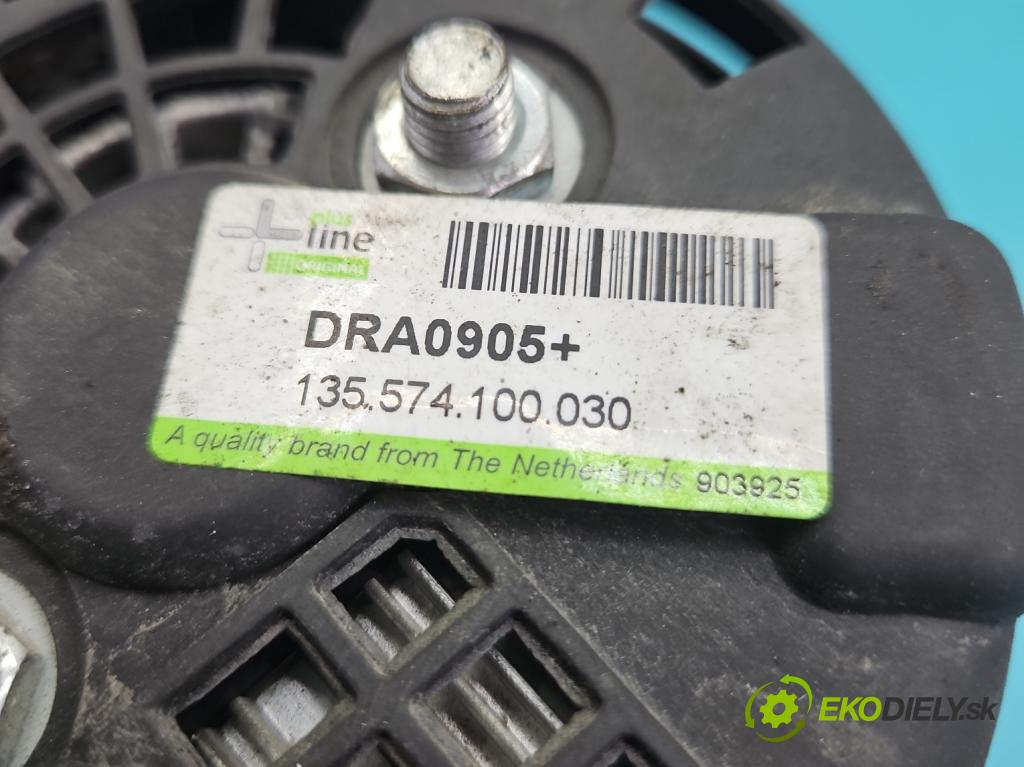 plus
line
ORIGINAL
DRA0905+
135.574.100.030
A quality brand from The Netherlands 903925
EKODIELY.sk